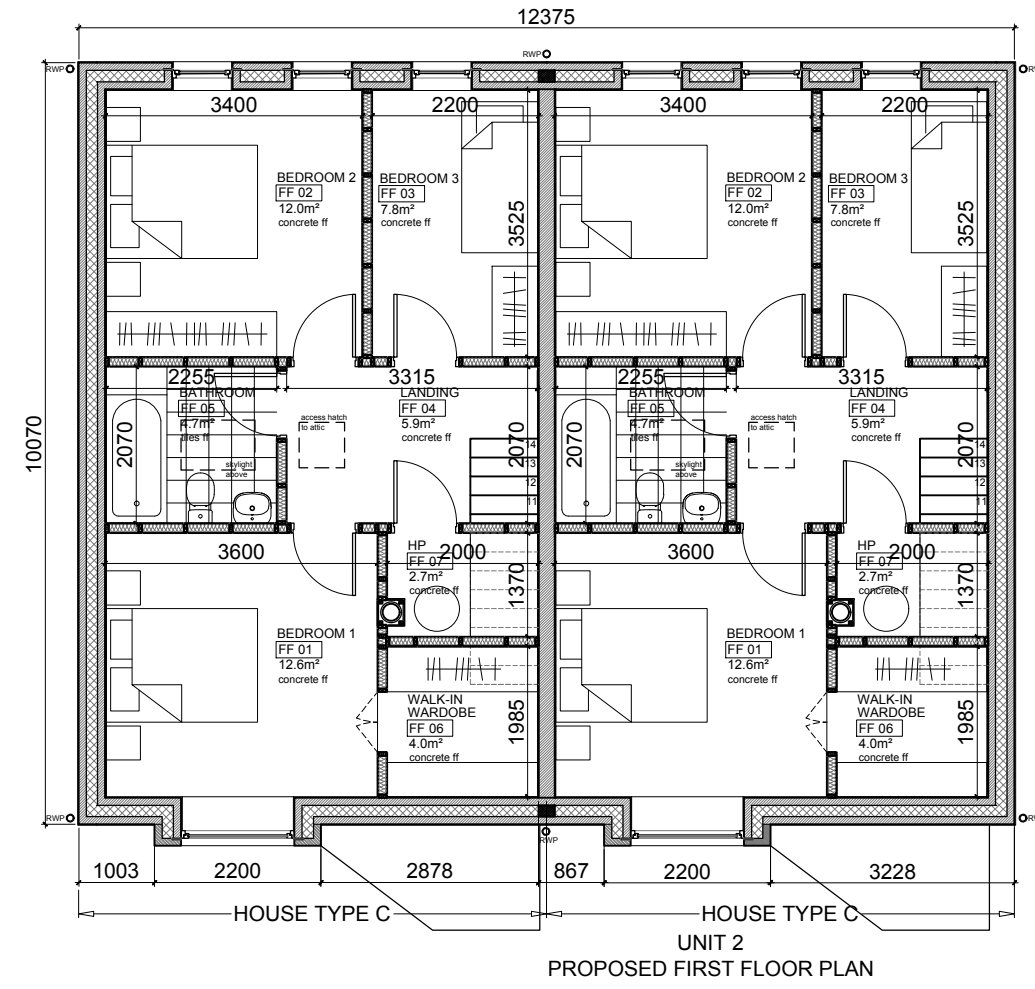 12375
RWP
RWP
RW
3400
2200
3400
2200
BEDROOM 2
FF 02
12.0m²
concrete ff
BEDROOM 3
FF 03
7.8m²
concrete ff
3525
BEDROOM 2
FF 02
12.0m²
concrete ff
BEDROOM 3
FF 03
7.8m²
concrete ff
3525
10070
2255
3315
2255
3315
BATHROOM
FF 05
4.7m²
tiles ff
2070
skylight
above
access hatch
to attic
LANDING
FF 04
5.9m²
concrete ff
2070
14
13
12
11
BATHROOM
FF 05
4.7m²
tiles ff
2070
skylight
above
access hatch
to attic
LANDING
FF 04
5.9m²
concrete ff
2070
14
13
12
11
3600
2000
3600
2000
HP
FF 07
2.7m²
concrete ff
1370
HP
FF 07
2.7m²
concrete ff
1370
BEDROOM 1
FF 01
12.6m²
concrete ff
WALK-IN
WARDOBE
FF 06
4.0m²
concrete ff
1985
BEDROOM 1
FF 01
12.6m²
concrete ff
WALK-IN
WARDOBE
FF 06
4.0m²
concrete ff
1985
RWP
RWP
RW
1003
2200
2878
867
2200
3228
HOUSE TYPE C
HOUSE TYPE C
UNIT 2
PROPOSED FIRST FLOOR PLAN